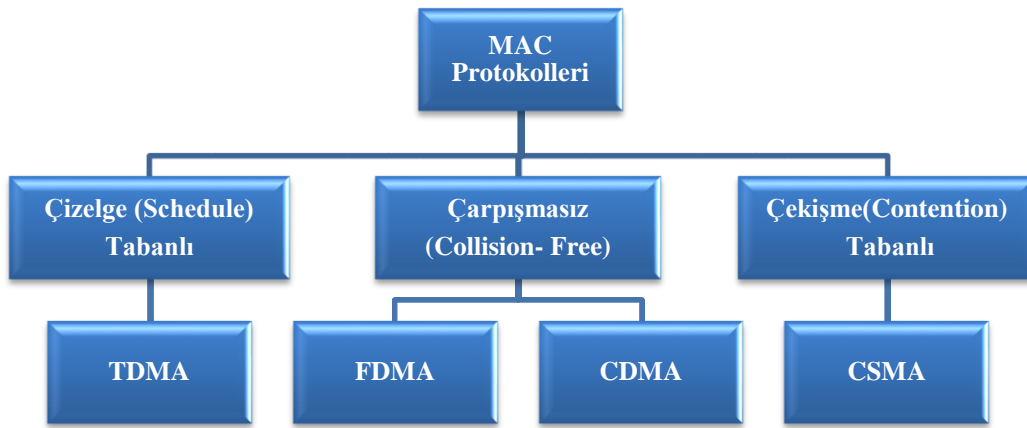 MAC
Protokolleri
Çizelge (Schedule)
Tabanlı
Çarpışmasız
(Collision- Free)
Çekişme(Contention)
Tabanlı
TDMA
FDMA
CDMA
CSMA